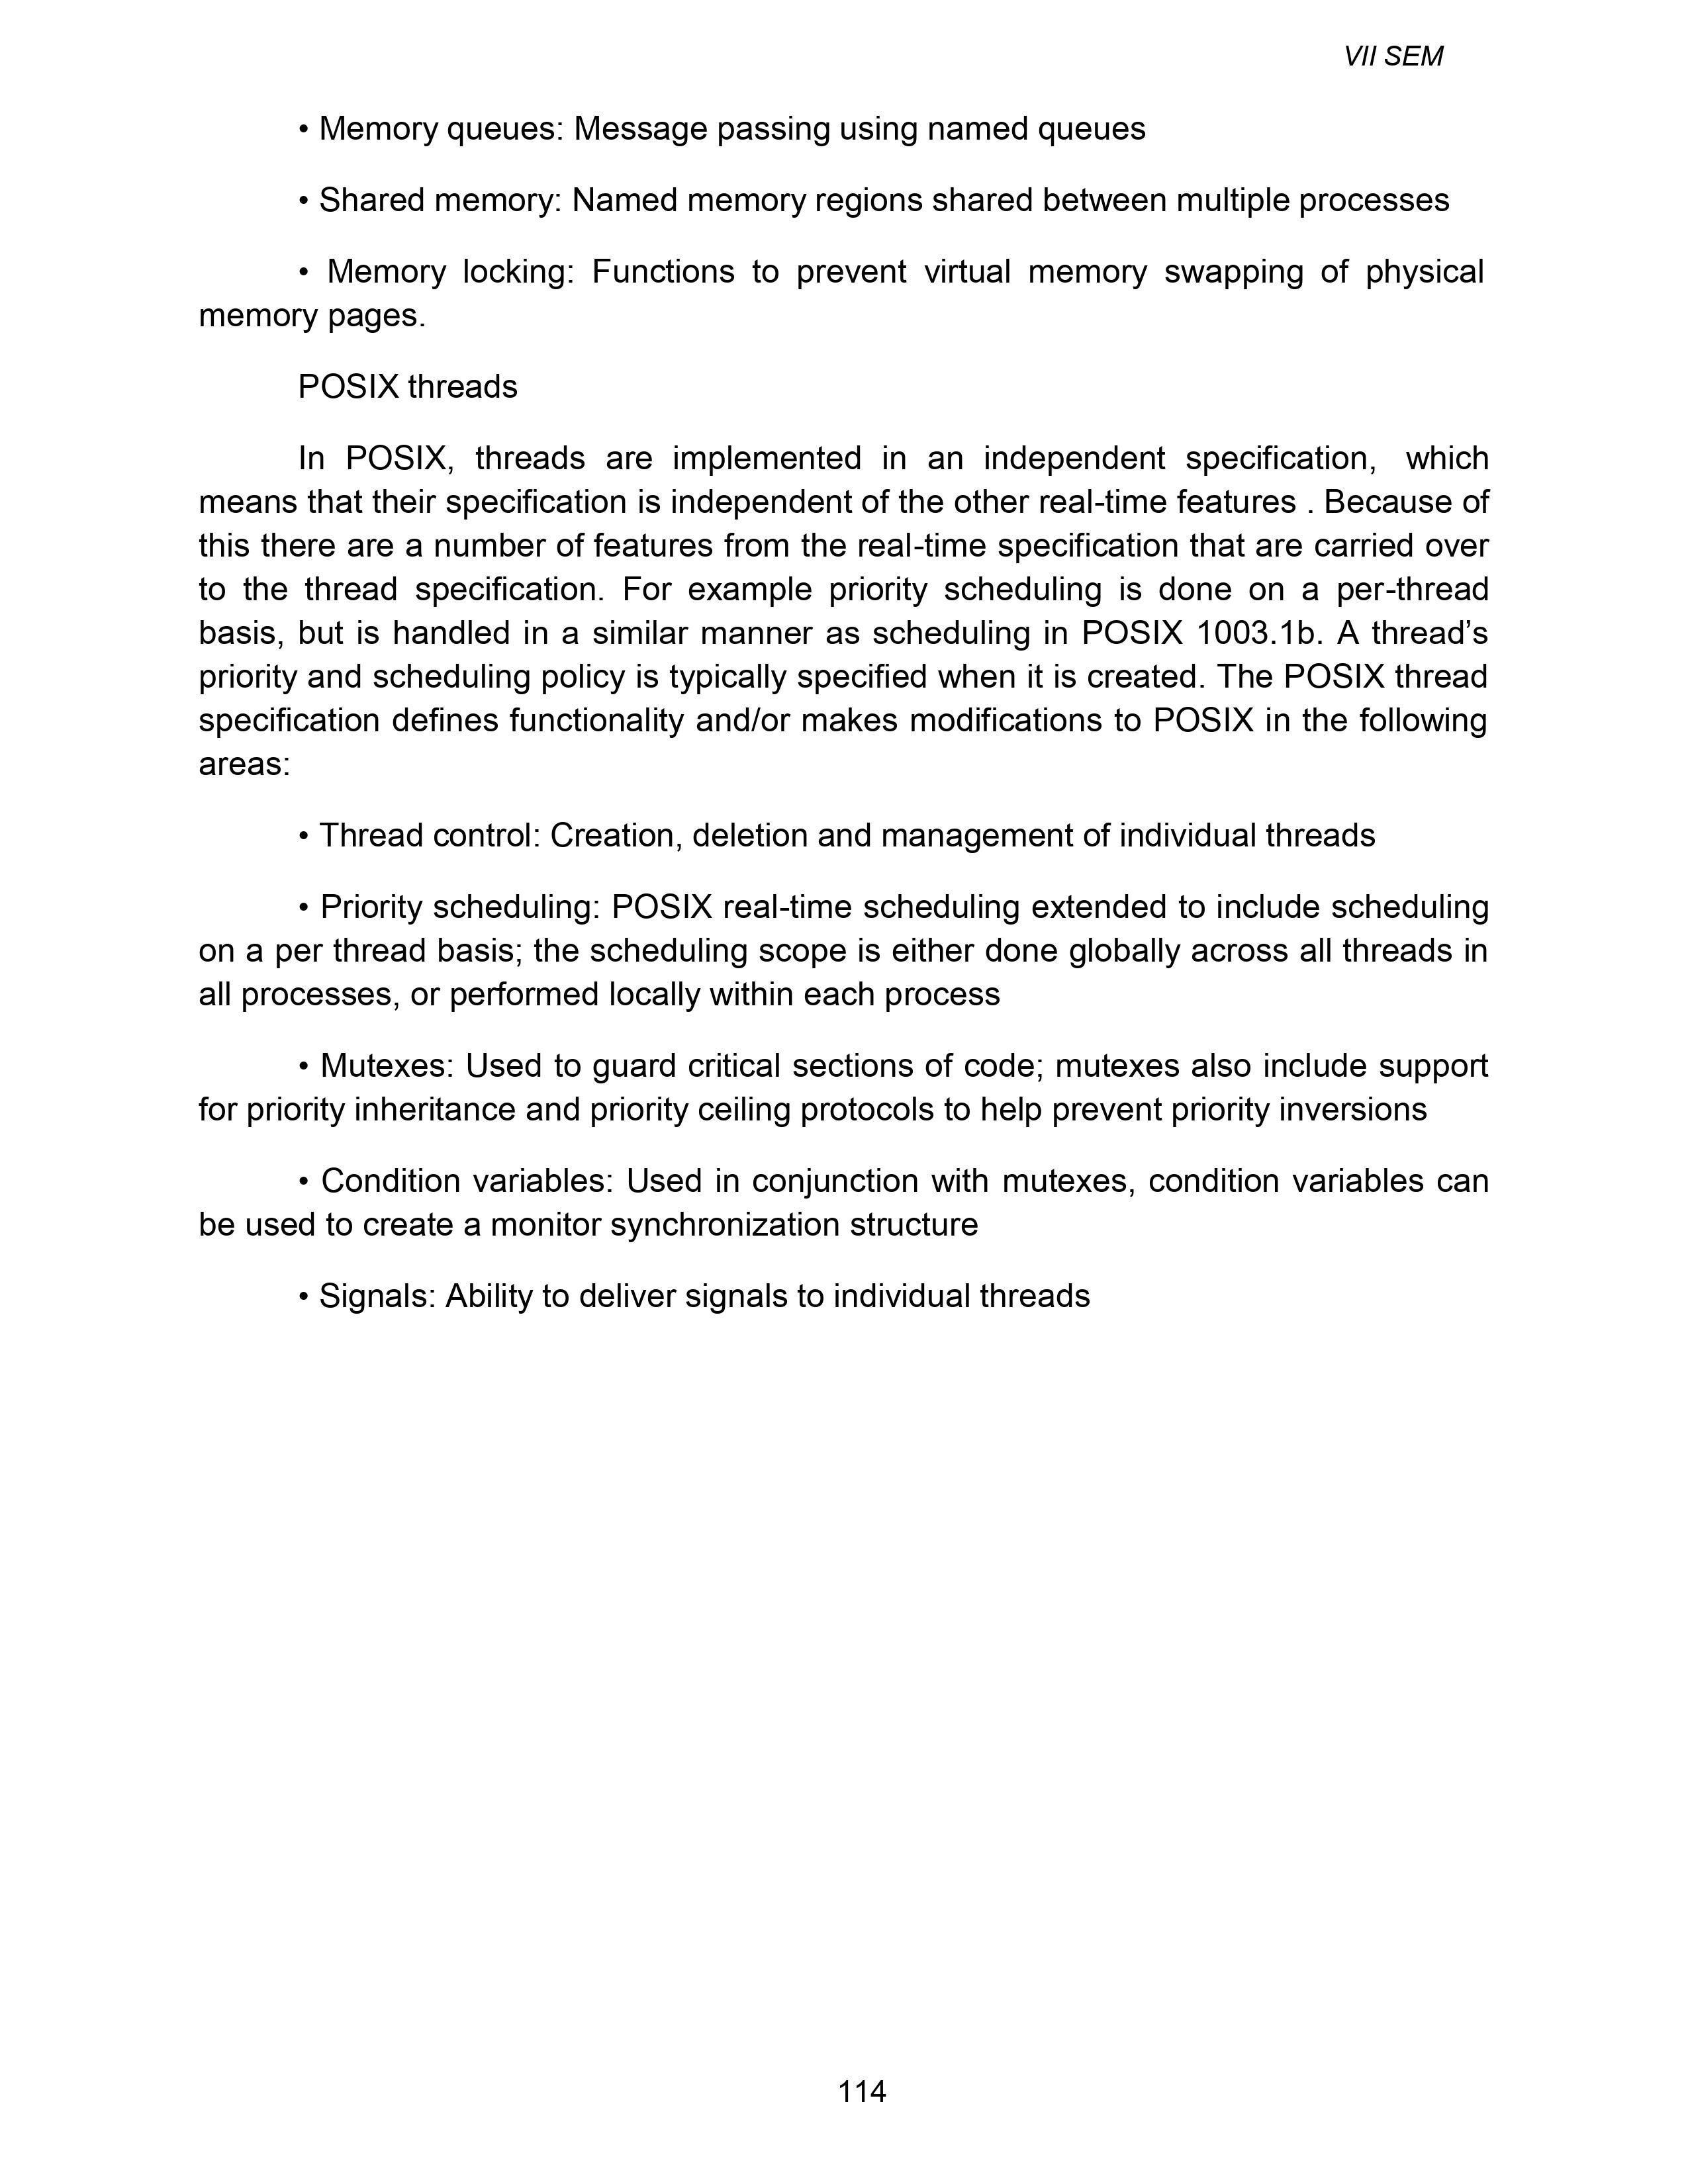 VII SEM
• Memory queues: Message passing using named queues
• Shared memory: Named memory regions shared between multiple processes
• Memory locking: Functions to prevent virtual memory swapping of physical
memory pages.
POSIX threads
In POSIX, threads are implemented in an independent specification, which
means that their specification is independent of the other real-time features . Because of
this there are a number of features from the real-time specification that are carried over
to the thread specification. For example priority scheduling is done on a per-thread
basis, but is handled in a similar manner as scheduling in POSIX 1003.1b. A thread’s
priority and scheduling policy is typically specified when it is created. The POSIX thread
specification defines functionality and/or makes modifications to POSIX in the following
areas:
• Thread control: Creation, deletion and management of individual threads
• Priority scheduling: POSIX real-time scheduling extended to include scheduling
on a per thread basis; the scheduling scope is either done globally across all threads in
all processes, or performed locally within each process
• Mutexes: Used to guard critical sections of code; mutexes also include support
for priority inheritance and priority ceiling protocols to help prevent priority inversions
• Condition variables: Used in conjunction with mutexes, condition variables can
be used to create a monitor synchronization structure
• Signals: Ability to deliver signals to individual threads
114